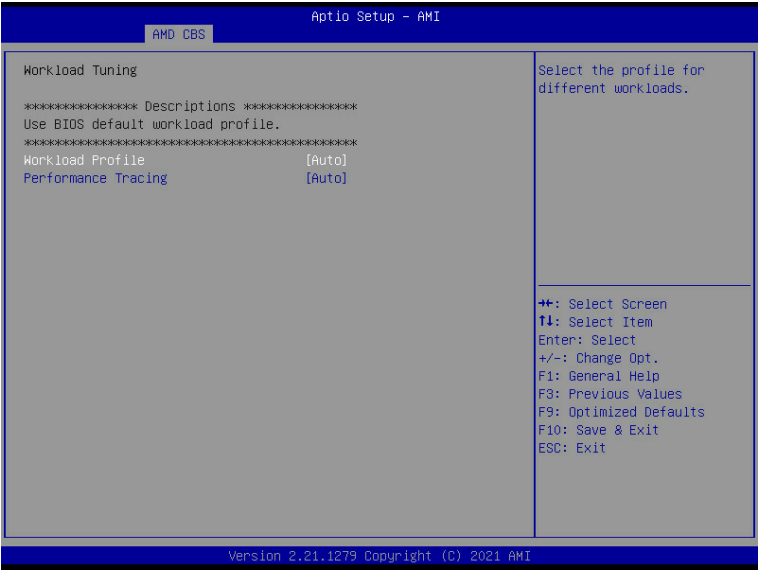 Aptio Setup – AMI
AMD CBS
Workload Tuning
*************** Descriptions ***************
Use BIOS default workload profile.
********************************************
Workload Profile [Auto]
Performance Tracing [Auto]
Select the profile for
different workloads.
→←: Select Screen
↑↓: Select Item
Enter: Select
+/-: Change Opt.
F1: General Help
F3: Previous Values
F9: Optimized Defaults
F10: Save & Exit
ESC: Exit
Version 2.21.1279 Copyright (C) 2021 AMI